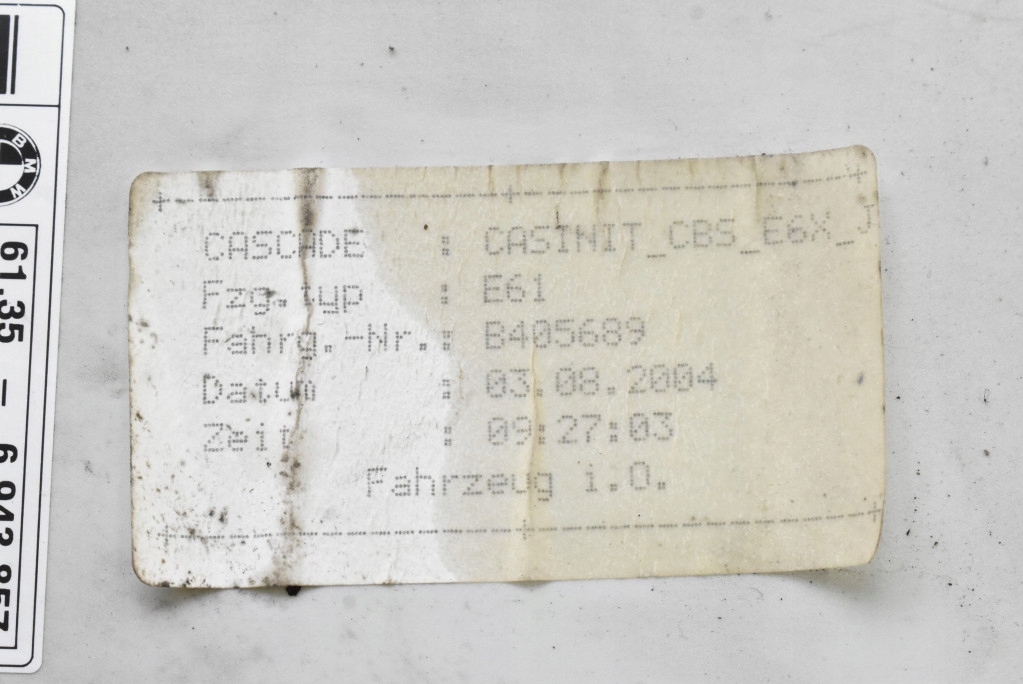 CASCADE : CASINIT_CBS_E6X_J
Fzg.typ : E61
Fahrg.-Nr.: B405689
Datum : 03.08.2004
Zeit : 09:27:03
Fahrzeug i.O.
BMW
61.35 – 6 943 857